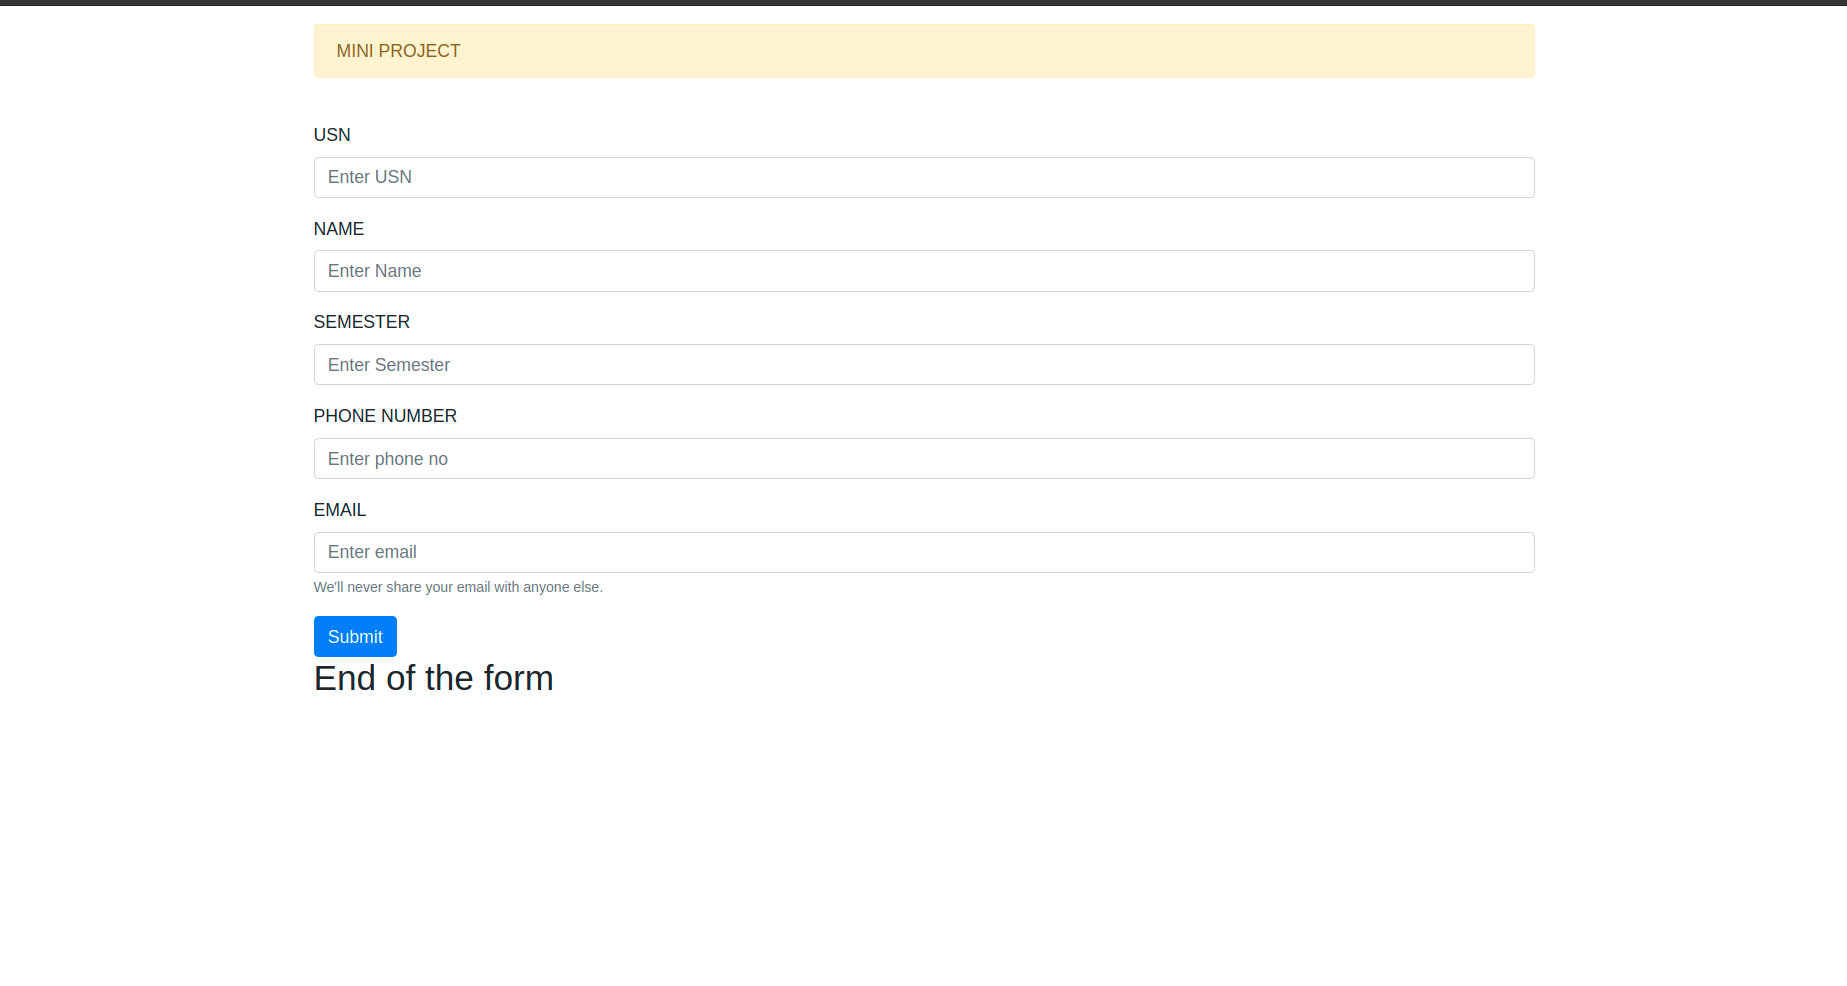 MINI PROJECT
USN
Enter USN
NAME
Enter Name
SEMESTER
Enter Semester
PHONE NUMBER
Enter phone no
EMAIL
Enter email
We'll never share your email with anyone else.
Submit
End of the form